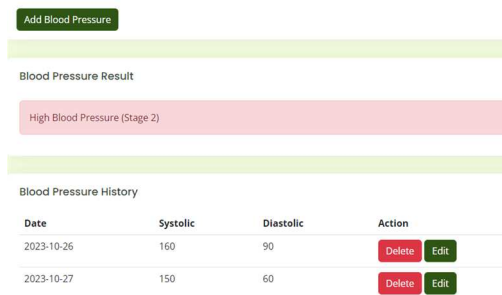 Add Blood Pressure
Blood Pressure Result
High Blood Pressure (Stage 2)
Blood Pressure History
Date Systolic Diastolic Action
2023-10-26 160 90 Delete Edit
2023-10-27 150 60 Delete Edit